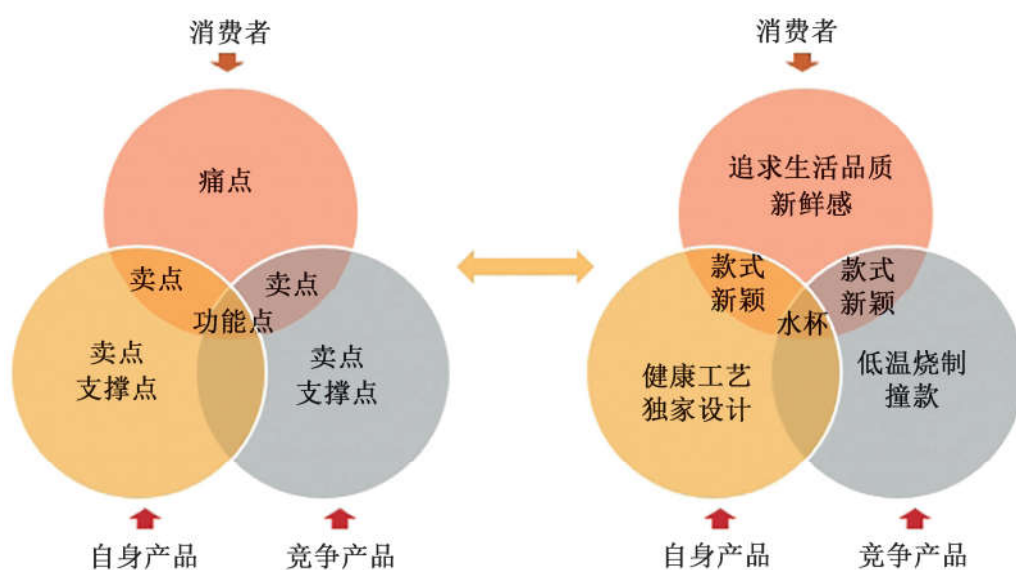 消费者
痛点
卖点
卖点
功能点
卖点
支撑点
卖点
支撑点
自身产品
竞争产品
消费者
追求生活品质
新鲜感
款式
新颖
款式
新颖
水杯
健康工艺
独家设计
低温烧制
撞款
自身产品
竞争产品